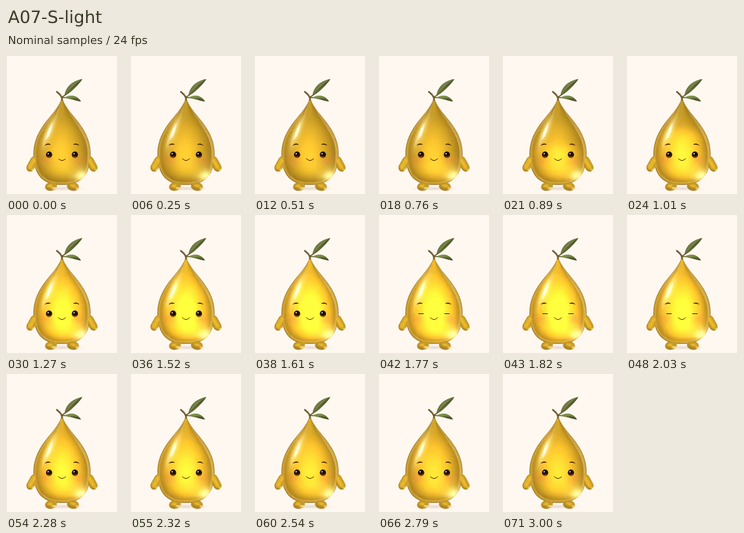 A07-S-light
Nominal samples / 24 fps
000 0.00 s
006 0.25 s
012 0.51 s
018 0.76 s
021 0.89 s
024 1.01 s
030 1.27 s
036 1.52 s
038 1.61 s
042 1.77 s
043 1.82 s
048 2.03 s
054 2.28 s
055 2.32 s
060 2.54 s
066 2.79 s
071 3.00 s